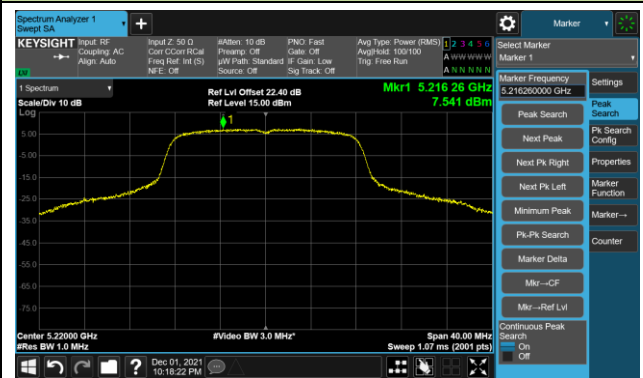 Spectrum Analyzer 1
Swept SA
+
Marker
KEYSIGHT
Input: RF
Coupling: AC
Align: Auto
Input Z: 50 Ω
Corr CCorr RCal
Freq Ref: Int (S)
NFE: Off
#Atten: 10 dB
Preamp: Off
µW Path: Standard
Source: Off
PNO: Fast
Gate: Off
IF Gain: Low
Sig Track: Off
Avg Type: Power (RMS)
Avg|Hold: 100/100
Trig: Free Run
1 2 3 4 5 6
A W W W W W
A N N N N N
Select Marker
Marker 1
LXI
1 Spectrum
Scale/Div 10 dB
Log
Ref Lvl Offset 22.40 dB
Ref Level 15.00 dBm
Mkr1 5.216 26 GHz
7.541 dBm
1
5.00
-5.00
-15.0
-25.0
-35.0
-45.0
-55.0
-65.0
-75.0
Center 5.22000 GHz
#Res BW 1.0 MHz
#Video BW 3.0 MHz*
Span 40.00 MHz
Sweep 1.07 ms (2001 pts)
Marker Frequency
5.216260000 GHz
Peak Search
Next Peak
Next Pk Right
Next Pk Left
Minimum Peak
Pk-Pk Search
Marker Delta
Mkr→CF
Mkr→Ref Lvl
Continuous Peak
Search
On
Off
Settings
Peak
Search
Pk Search
Config
Properties
Marker
Function
Marker→
Counter
?
Dec 01, 2021
10:18:22 PM